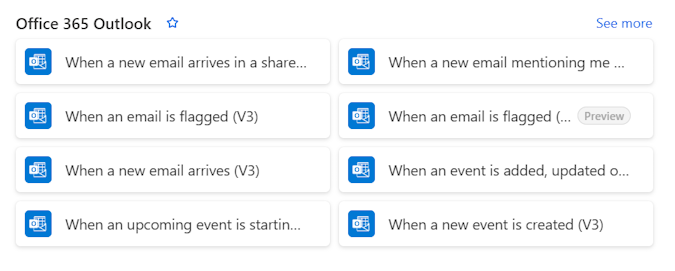 Office 365 Outlook
See more
When a new email arrives in a share...
When a new email mentioning me ...
When an email is flagged (V3)
When an email is flagged (... Preview
When a new email arrives (V3)
When an event is added, updated o...
When an upcoming event is startin...
When a new event is created (V3)